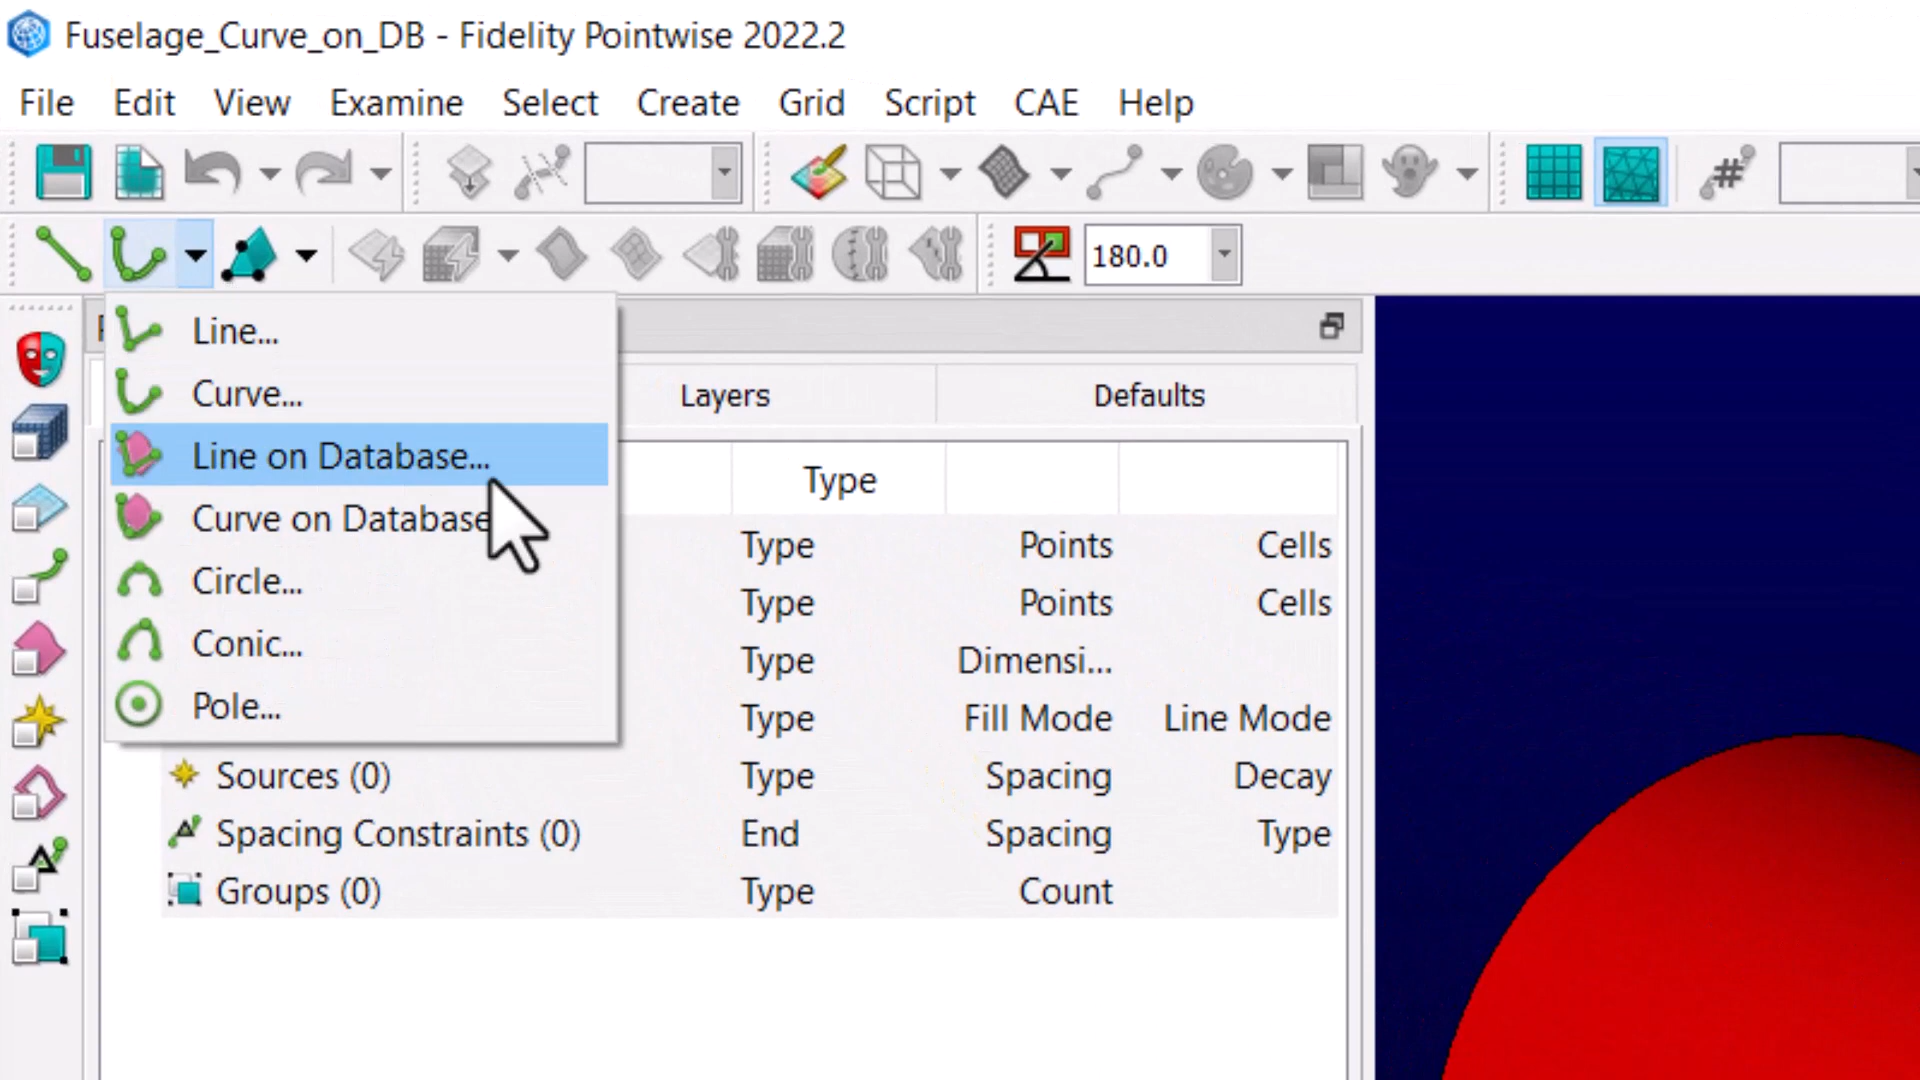 Fuselage_Curve_on_DB - Fidelity Pointwise 2022.2
File Edit View Examine Select Create Grid Script CAE Help
180.0
Line...
Curve...
Line on Database...
Curve on Database
Circle...
Conic...
Pole...
Layers Defaults
Type
Type Points Cells
Type Points Cells
Type Dimensi...
Type Fill Mode Line Mode
Sources (0) Type Spacing Decay
Spacing Constraints (0) End Spacing Type
Groups (0) Type Count